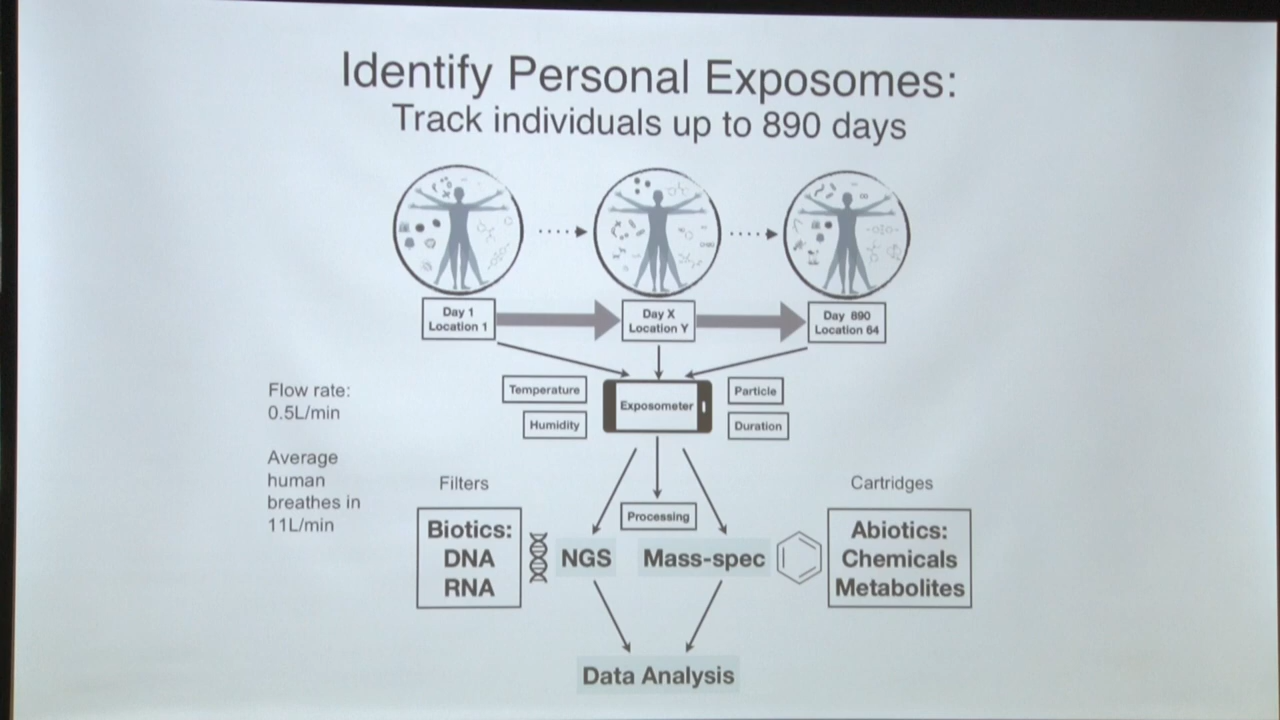 Identify Personal Exposomes:
Track individuals up to 890 days
Day 1
Location 1
Day X
Location Y
Day 890
Location 64
Flow rate:
0.5L/min
Average
human
breathes in
11L/min
Temperature
Humidity
Exposometer
Particle
Duration
Filters
Cartridges
Processing
Biotics:
DNA
RNA
NGS
Mass-spec
Abiotics:
Chemicals
Metabolites
Data Analysis